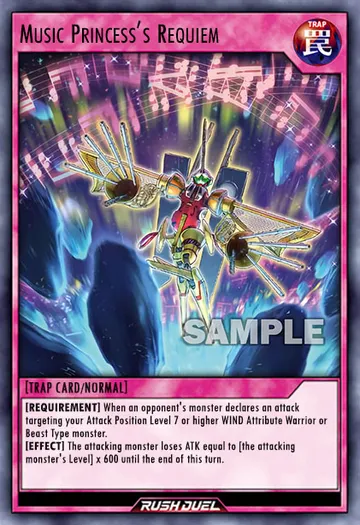 MUSIC PRINCESS'S REQUIEM
TRAP
罠
SAMPLE
[TRAP CARD/NORMAL]
[REQUIREMENT] When an opponent's monster declares an attack
targeting your Attack Position Level 7 or higher WIND Attribute Warrior or
Beast Type monster.
[EFFECT] The attacking monster loses ATK equal to [the attacking
monster's Level] x 600 until the end of this turn.
RUSH DUEL